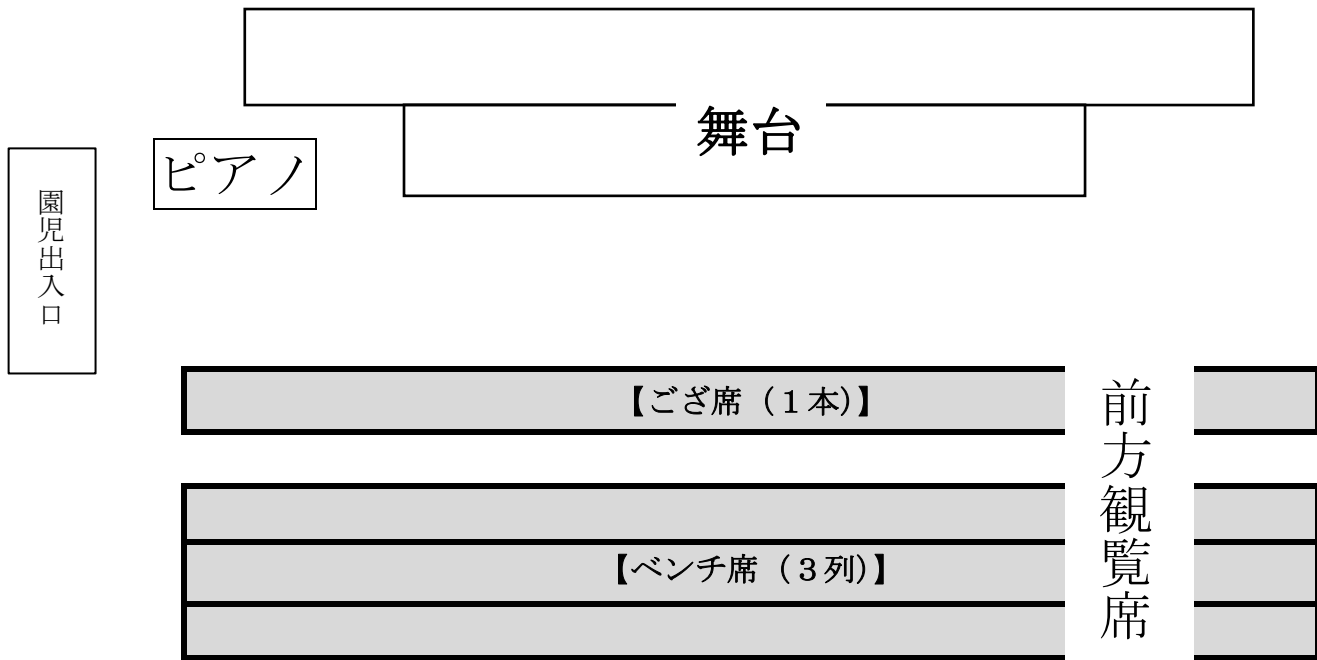 舞台
ピアノ
園児出入口
【ござ席（１本）】
前方観覧席
【ベンチ席（３列）】